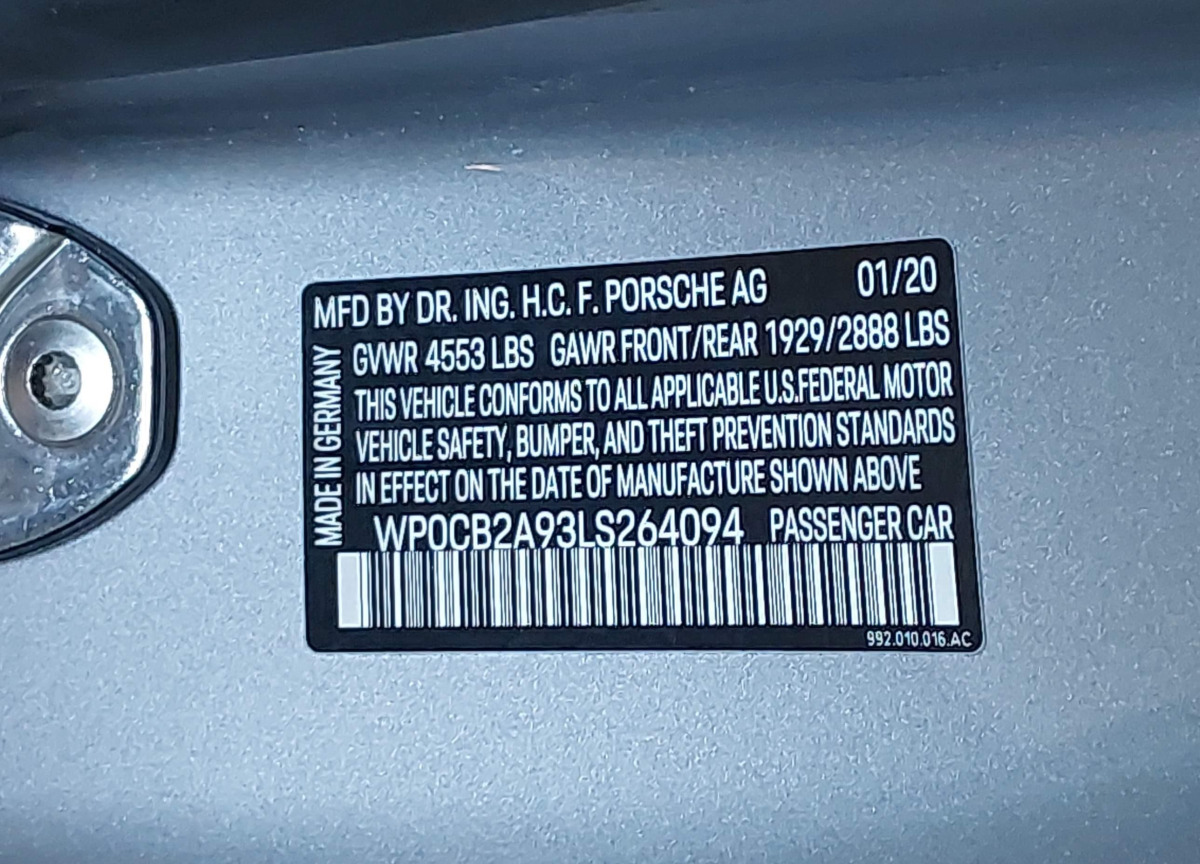 MFD BY DR. ING. H.C. F. PORSCHE AG 01/20
GVWR 4553 LBS GAWR FRONT/REAR 1929/2888 LBS
THIS VEHICLE CONFORMS TO ALL APPLICABLE U.S.FEDERAL MOTOR
VEHICLE SAFETY, BUMPER, AND THEFT PREVENTION STANDARDS
IN EFFECT ON THE DATE OF MANUFACTURE SHOWN ABOVE
MADE IN GERMANY
WP0CB2A93LS264094 PASSENGER CAR
992.010.016.AC